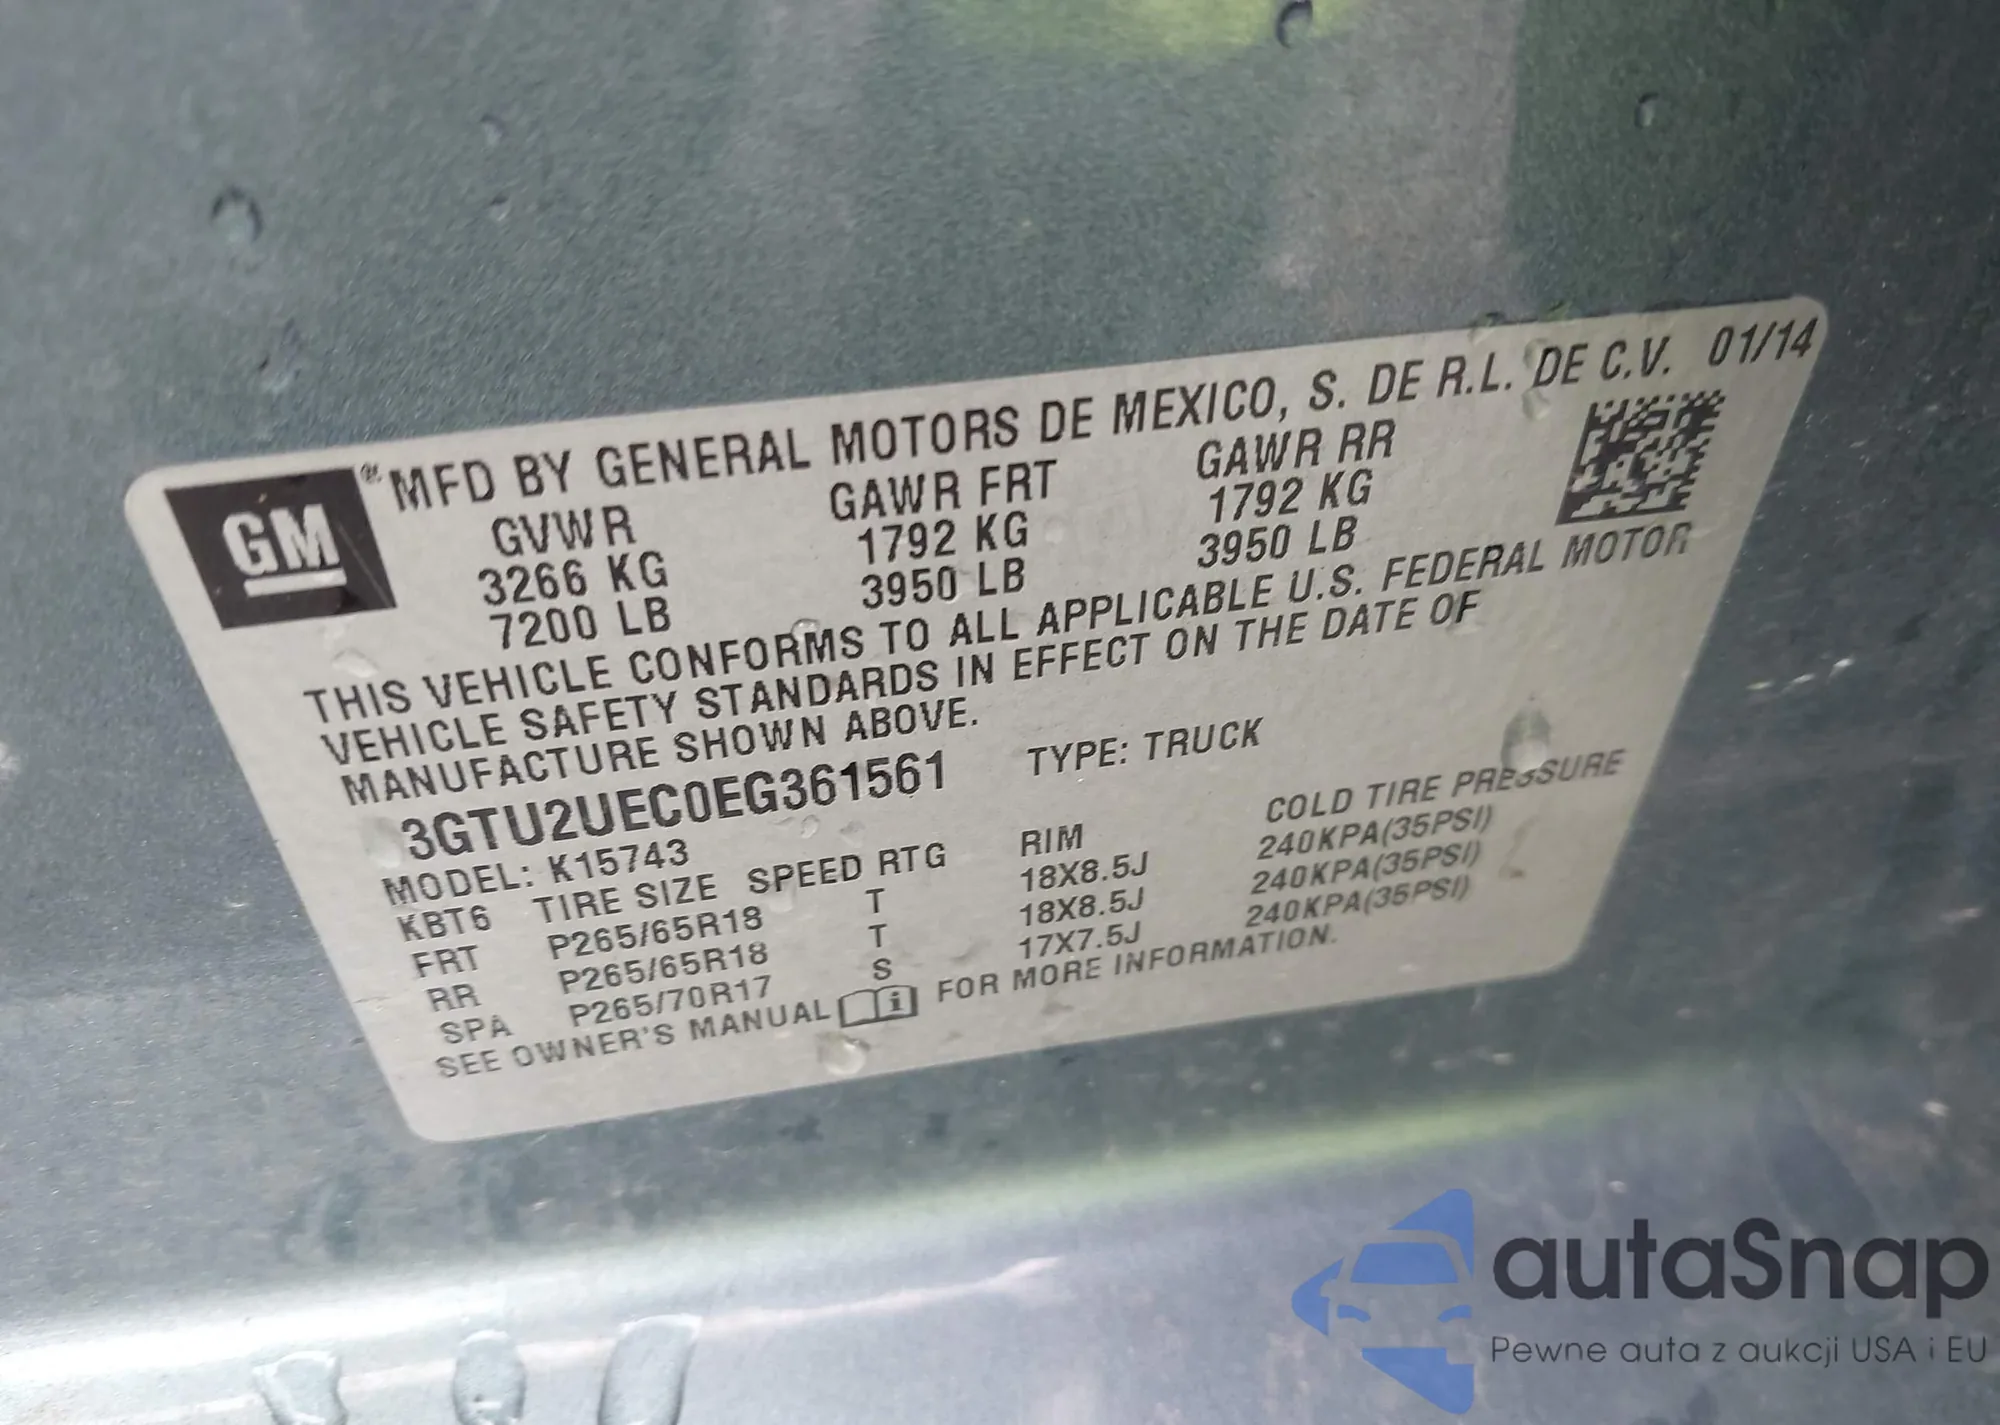 GM ® MFD BY GENERAL MOTORS DE MEXICO, S. DE R.L. DE C.V. 01/14
GVWR GAWR FRT GAWR RR
3266 KG 1792 KG 1792 KG
7200 LB 3950 LB 3950 LB
THIS VEHICLE CONFORMS TO ALL APPLICABLE U.S. FEDERAL MOTOR
VEHICLE SAFETY STANDARDS IN EFFECT ON THE DATE OF
MANUFACTURE SHOWN ABOVE.
3GTU2UEC0EG361561 TYPE: TRUCK
MODEL: K15743
KBT6 TIRE SIZE SPEED RTG RIM COLD TIRE PRESSURE
FRT P265/65R18 T 18X8.5J 240KPA(35PSI)
RR P265/65R18 T 18X8.5J 240KPA(35PSI)
SPA P265/70R17 S 17X7.5J 240KPA(35PSI)
SEE OWNER'S MANUAL i FOR MORE INFORMATION.
autaSnap
Pewne auta z aukcji USA i EU